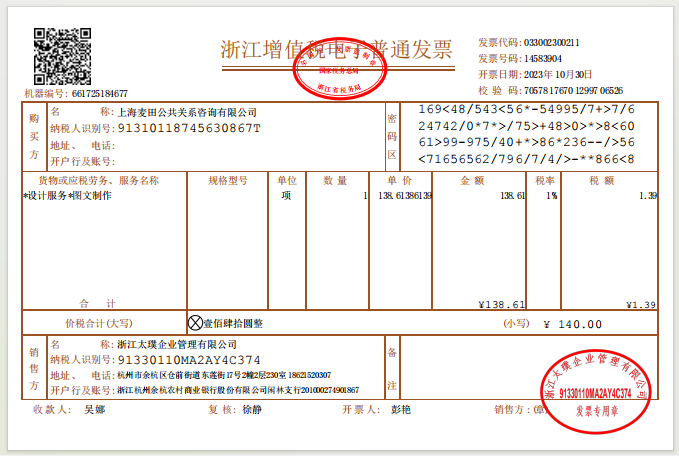 浙江增值税电子普通发票
国家税务总局
浙江省税务局
发票代码: 033002300211
发票号码: 14583904
开票日期: 2023年 10月30日
校 验 码: 70578 17670 12997 06526
机器编号: 661725184677
购买方
名 称: 上海麦田公共关系咨询有限公司
纳税人识别号: 9131011874563086​7T
地址、 电话:
开户行及账号:
密码区
169<48/543<56*-54995/7+>7/6
24742/0*7*>/75>+48>0>*>8<60
61>99-975/40+*>86*236--/>56
<71656562/796/7/4/>-**866<8
货物或应税劳务、服务名称 规格型号 单位 数 量 单 价 金 额 税率 税 额
*设计服务*图文制作 项 1 138.61386139 138.61 1% 1.39
合 计 ¥138.61 ¥1.39
价税合计(大写) 壹佰肆拾圆整 (小写) ¥ 140.00
销售方
名 称: 浙江太璞企业管理有限公司
纳税人识别号: 91330110MA2AY4C374
地址、 电话: 杭州市余杭区仓前街道东莲街17号2幢2层230室 18621520307
开户行及账号: 浙江杭州余杭农村商业银行股份有限公司闲林支行201000274901867
备注
收款人: 吴娜 复核: 徐静 开票人: 彭艳 销售方: (章)
浙江太璞企业管理有限公司
91330110MA2AY4C374
发票专用章